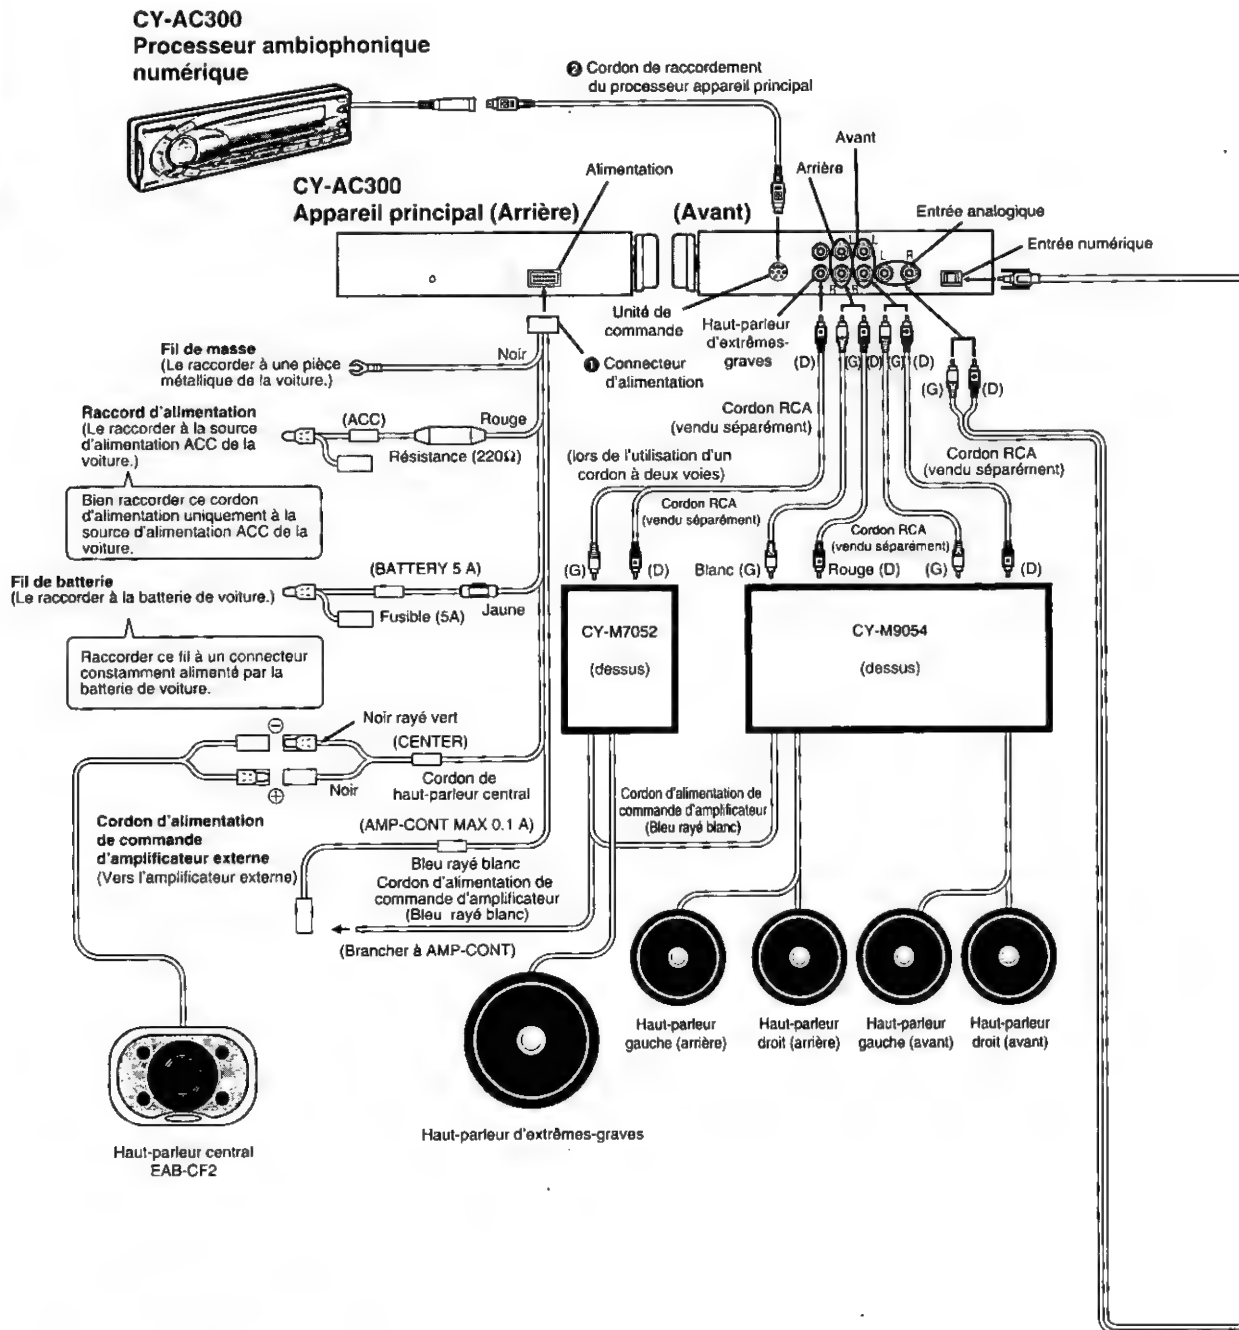 CY-AC300
Processeur ambiophonique
numérique
❷ Cordon de raccordement
du processeur appareil principal
CY-AC300
Appareil principal (Arrière)
Alimentation
(Avant)
Arrière
Avant
Entrée analogique
Entrée numérique
L
L
L
R
R
R
Unité de
commande
Haut-parleur
d'extrêmes-
graves
(D)
(G)
(D)
(G)
(D)
(G)
(D)
❶ Connecteur
d'alimentation
Fil de masse
(Le raccorder à une pièce
métallique de la voiture.)
Noir
Raccord d'alimentation
(Le raccorder à la source
d'alimentation ACC de la
voiture.)
(ACC)
Rouge
Résistance (220Ω)
Bien raccorder ce cordon
d'alimentation uniquement à la
source d'alimentation ACC de la
voiture.
Cordon RCA
(vendu séparément)
(lors de l'utilisation d'un
cordon à deux voies)
Cordon RCA
(vendu séparément)
Cordon RCA
(vendu séparément)
Cordon RCA
(vendu séparément)
Fil de batterie
(Le raccorder à la batterie de voiture.)
(BATTERY 5 A)
Fusible (5A)
Jaune
Raccorder ce fil à un connecteur
constamment alimenté par la
batterie de voiture.
(G)
(D)
Blanc (G)
Rouge (D)
(G)
(D)
CY-M7052
(dessus)
CY-M9054
(dessus)
⊖
Noir rayé vert
(CENTER)
Cordon de
haut-parleur central
Noir
⊕
Cordon d'alimentation
de commande
d'amplificateur externe
(Vers l'amplificateur externe)
(AMP-CONT MAX 0.1 A)
Bleu rayé blanc
Cordon d'alimentation de
commande d'amplificateur
(Bleu rayé blanc)
(Brancher à AMP-CONT)
Cordon d'alimentation de
commande d'amplificateur
(Bleu rayé blanc)
Haut-parleur
gauche (arrière)
Haut-parleur
droit (arrière)
Haut-parleur
gauche (avant)
Haut-parleur
droit (avant)
Haut-parleur d'extrêmes-graves
Haut-parleur central
EAB-CF2